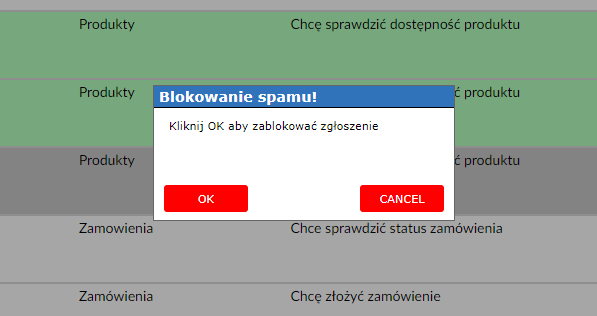 Produkty Chcę sprawdzić dostępność produktu
Produkty ć produktu
Blokowanie spamu!
Kliknij OK aby zablokować zgłoszenie
Produkty ć produktu
OK CANCEL
Zamowienia Chce sprawdzić status zamówienia
Zamówienia Chcę złożyć zamówienie